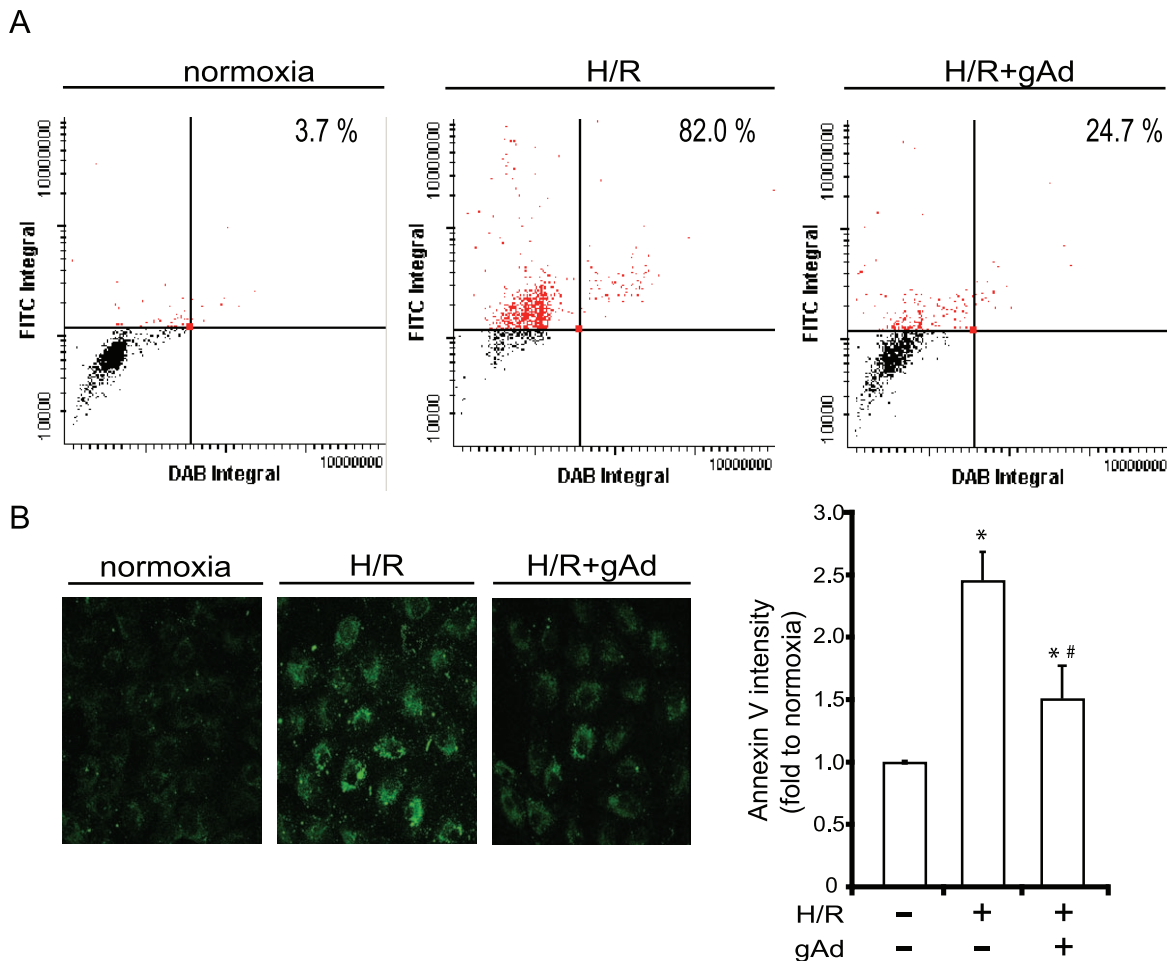 A
normoxia
H/R
H/R+gAd
3.7 %
82.0 %
24.7 %
FITC Integral
10000000
10000
DAB Integral
10000000
FITC Integral
10000000
10000
DAB Integral
10000000
FITC Integral
10000000
10000
DAB Integral
10000000
B
normoxia
H/R
H/R+gAd
Annexin V intensity
(fold to normoxia)
3.0
2.5
2.0
1.5
1.0
0.5
0
*
* #
H/R - + +
gAd - - +